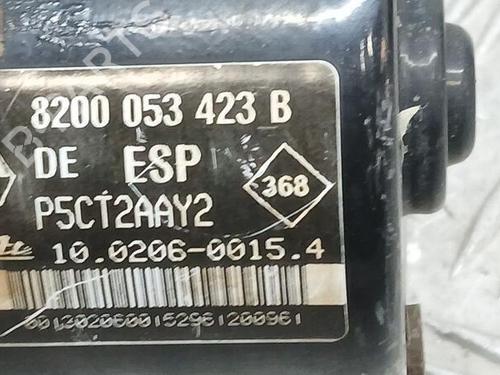 8200 053 423 B
DE ESP
368
P5CT2AAY2
10.0206-0015.4